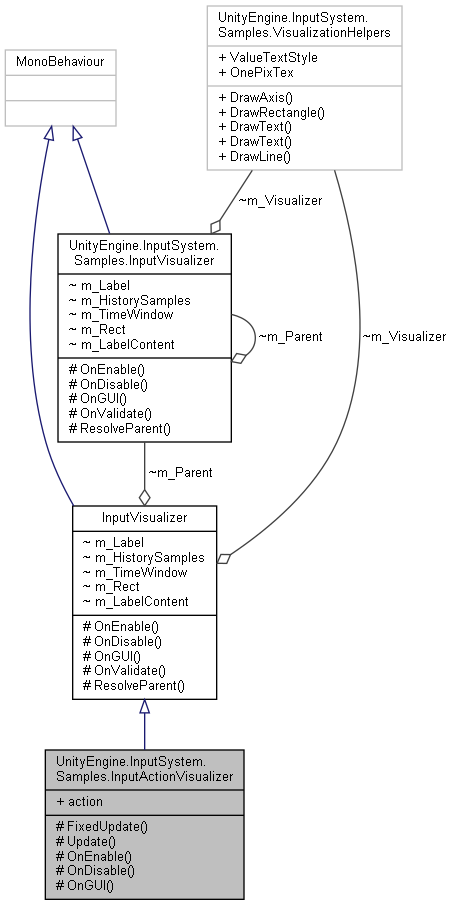 UnityEngine.InputSystem.
Samples.VisualizationHelpers
+ ValueTextStyle
+ OnePixTex
+ DrawAxis()
+ DrawRectangle()
+ DrawText()
+ DrawText()
+ DrawLine()
MonoBehaviour
~m_Visualizer
UnityEngine.InputSystem.
Samples.InputVisualizer
~ m_Label
~ m_HistorySamples
~ m_TimeWindow
~ m_Rect
~ m_LabelContent
# OnEnable()
# OnDisable()
# OnGUI()
# OnValidate()
# ResolveParent()
~m_Parent
~m_Visualizer
~m_Parent
InputVisualizer
~ m_Label
~ m_HistorySamples
~ m_TimeWindow
~ m_Rect
~ m_LabelContent
# OnEnable()
# OnDisable()
# OnGUI()
# OnValidate()
# ResolveParent()
UnityEngine.InputSystem.
Samples.InputActionVisualizer
+ action
# FixedUpdate()
# Update()
# OnEnable()
# OnDisable()
# OnGUI()